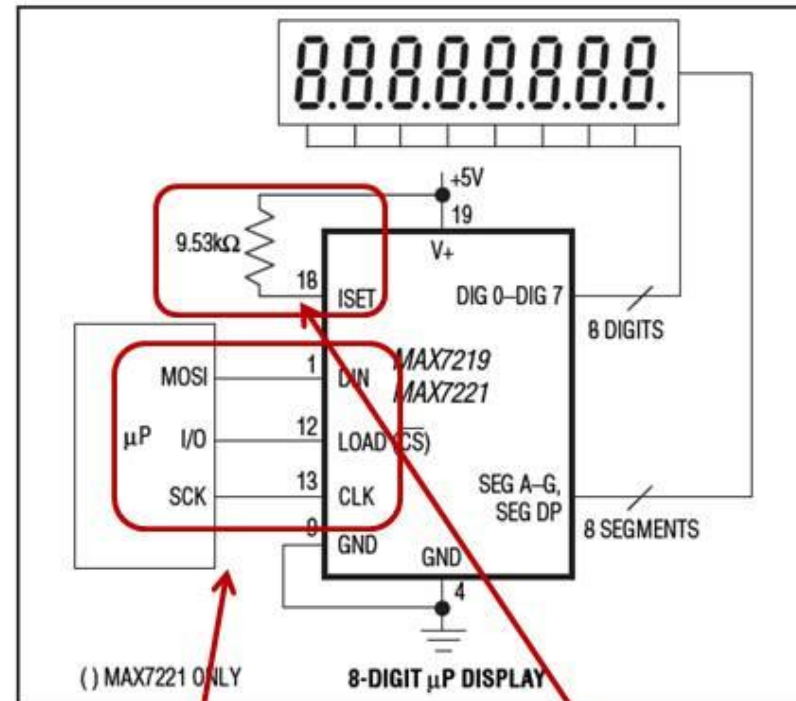 8.8.8.8.8.8.8.8.
+5V
19
V+
9.53kΩ
18
ISET
DIG 0–DIG 7
8 DIGITS
MAX7219
MAX7221
MOSI
1
DIN
µP
I/O
12
LOAD (CS)
SCK
13
CLK
SEG A–G,
SEG DP
8 SEGMENTS
9
GND
GND
4
( ) MAX7221 ONLY
8-DIGIT µP DISPLAY